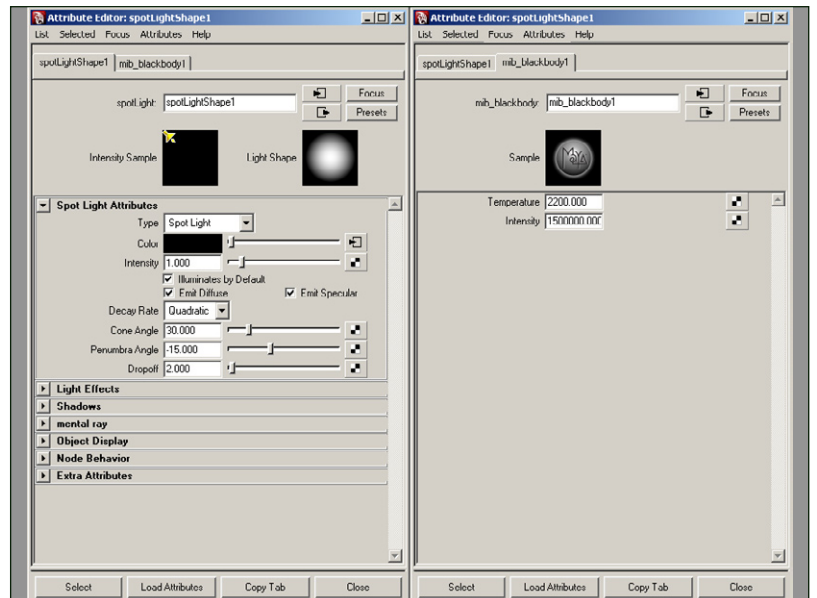 Attribute Editor: spotLightShape1
List Selected Focus Attributes Help
spotLightShape1 mib_blackbody1
spotLight: spotLightShape1
Focus
Presets
Intensity Sample
Light Shape
Spot Light Attributes
Type Spot Light
Color
Intensity 1.000
Illuminates by Default
Emit Diffuse Emit Specular
Decay Rate Quadratic
Cone Angle 30.000
Penumbra Angle -15.000
Dropoff 2.000
Light Effects
Shadows
mental ray
Object Display
Node Behavior
Extra Attributes
Select Load Attributes Copy Tab Close
Attribute Editor: spotLightShape1
List Selected Focus Attributes Help
spotLightShape1 mib_blackbody1
mib_blackbody: mib_blackbody1
Focus
Presets
Sample
MAYA
Temperature 2200.000
Intensity 1500000.000
Select Load Attributes Copy Tab Close